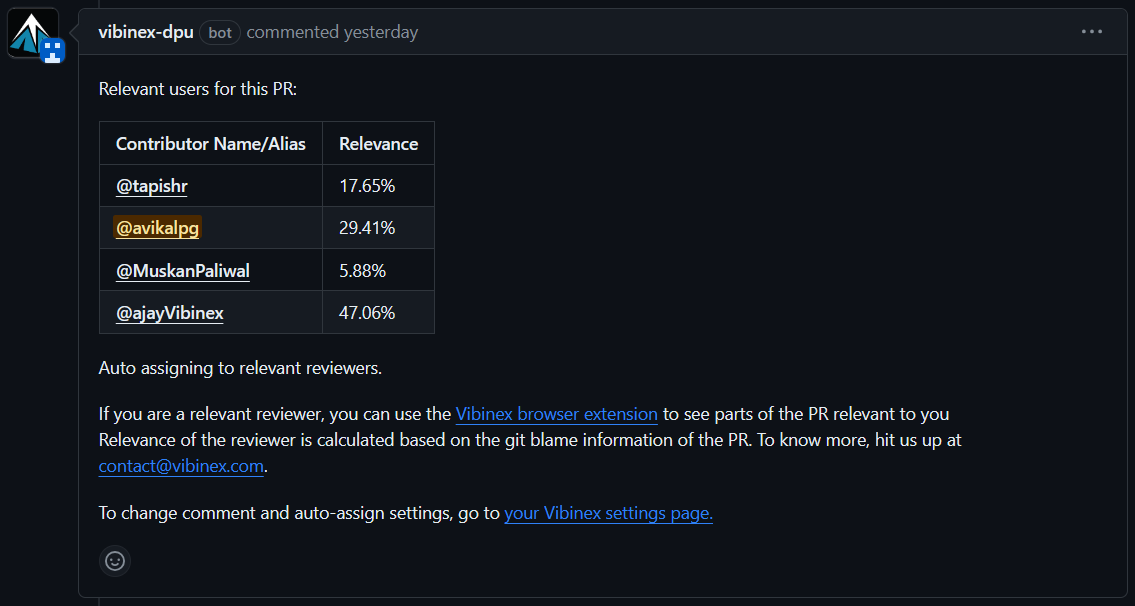 vibinex-dpu bot commented yesterday
Relevant users for this PR:
Contributor Name/Alias Relevance
@tapishr 17.65%
@avikalpg 29.41%
@MuskanPaliwal 5.88%
@ajayVibinex 47.06%
Auto assigning to relevant reviewers.
If you are a relevant reviewer, you can use the Vibinex browser extension to see parts of the PR relevant to you
Relevance of the reviewer is calculated based on the git blame information of the PR. To know more, hit us up at
contact@vibinex.com.
To change comment and auto-assign settings, go to your Vibinex settings page.